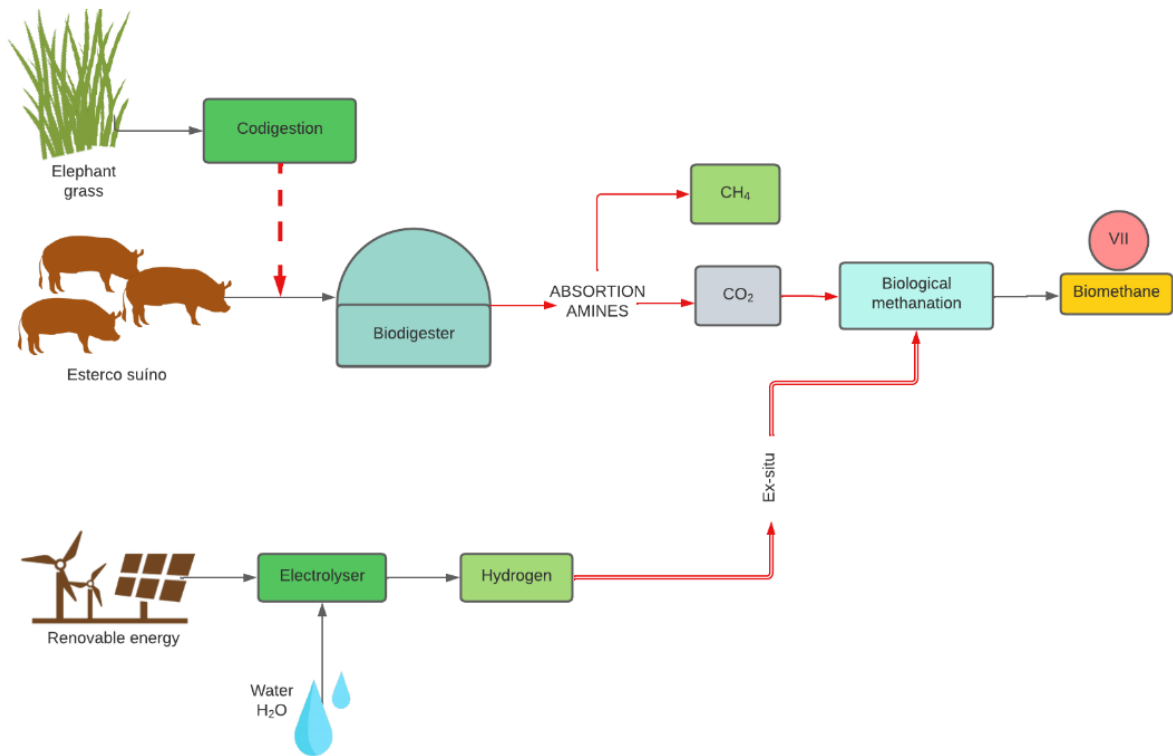 Elephant
grass
Codigestion
Esterco suíno
Biodigester
ABSORTION
AMINES
CH₄
CO₂
Biological
methanation
VII
Biomethane
Ex-situ
Renovable energy
Electrolyser
Hydrogen
Water
H₂O